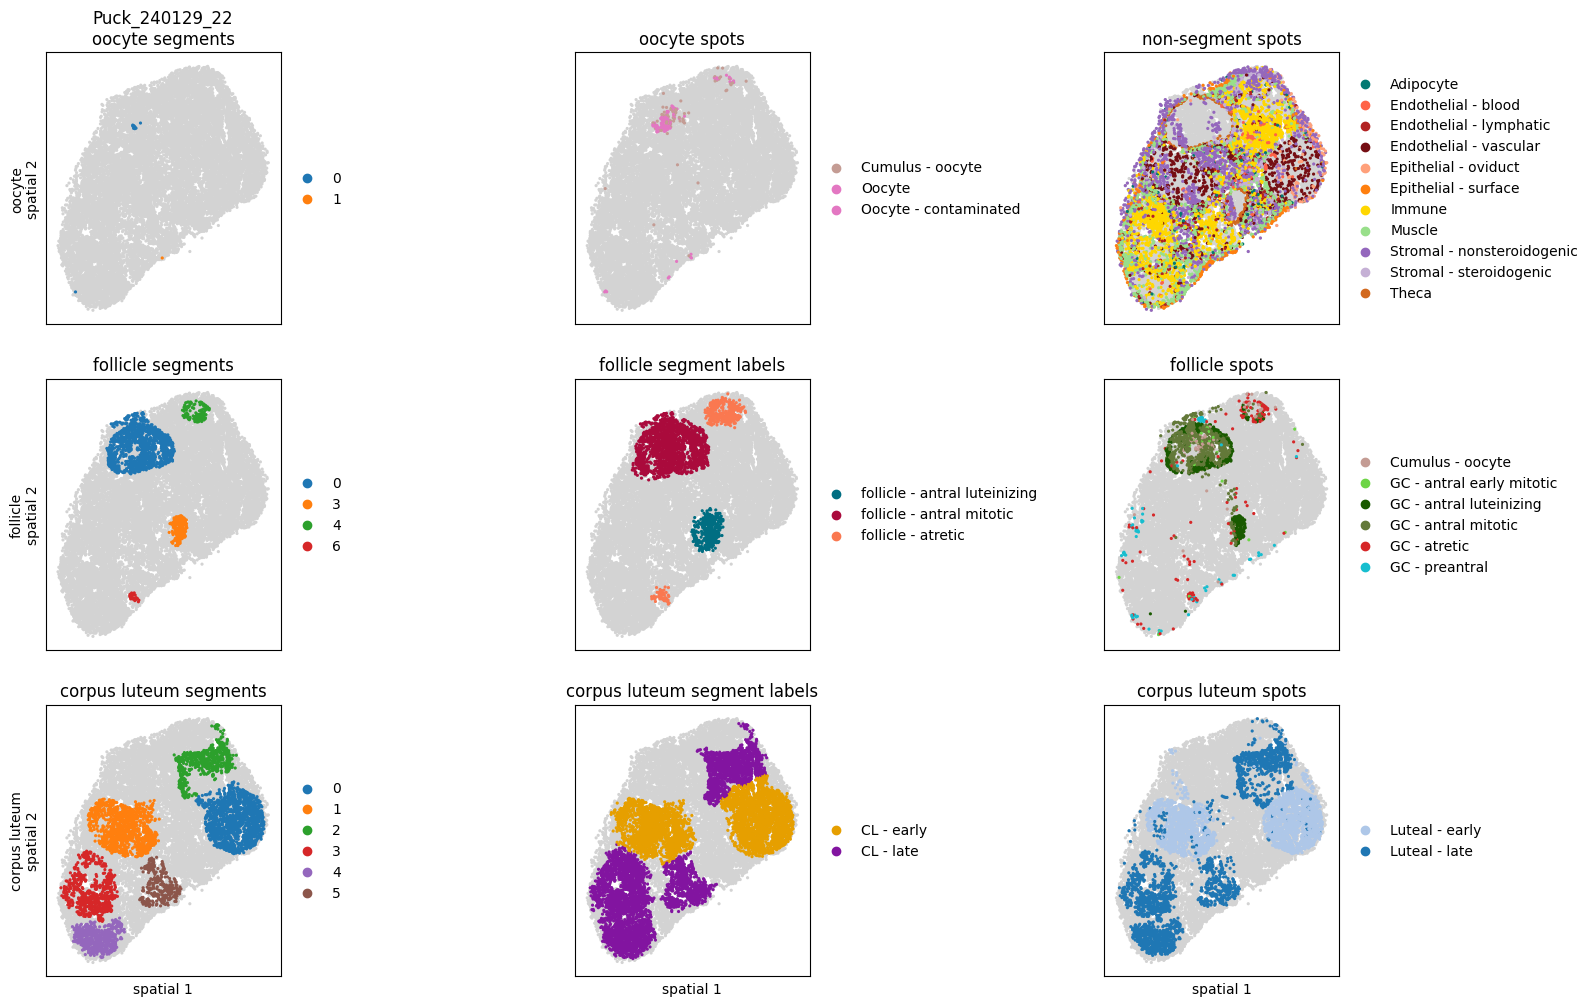 Puck_240129_22
oocyte segments
oocyte spots
non-segment spots
oocyte
spatial 2
0
1
Cumulus - oocyte
Oocyte
Oocyte - contaminated
Adipocyte
Endothelial - blood
Endothelial - lymphatic
Endothelial - vascular
Epithelial - oviduct
Epithelial - surface
Immune
Muscle
Stromal - nonsteroidogenic
Stromal - steroidogenic
Theca
follicle segments
follicle segment labels
follicle spots
follicle
spatial 2
0
3
4
6
follicle - antral luteinizing
follicle - antral mitotic
follicle - atretic
Cumulus - oocyte
GC - antral early mitotic
GC - antral luteinizing
GC - antral mitotic
GC - atretic
GC - preantral
corpus luteum segments
corpus luteum segment labels
corpus luteum spots
corpus luteum
spatial 2
0
1
2
3
4
5
CL - early
CL - late
Luteal - early
Luteal - late
spatial 1
spatial 1
spatial 1